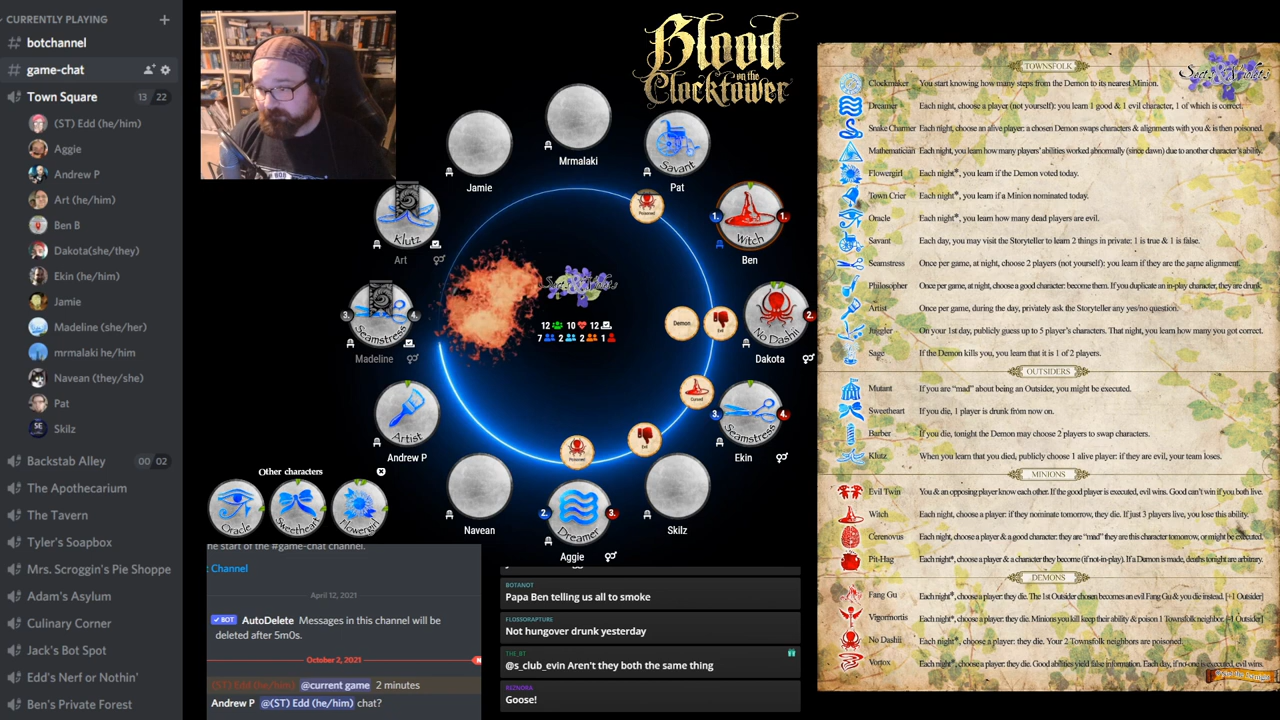 CURRENTLY PLAYING
botchannel
game-chat
Town Square 13 / 22
(ST) Edd (he/him)
Aggie
Andrew P
Art (he/him)
Ben B
Dakota(she/they)
Ekin (he/him)
Jamie
Madeline (she/her)
mrmalaki he/him
Navean (they/she)
Pat
Skilz
Backstab Alley 00 / 02
The Apothecarium
The Tavern
Tyler's Soapbox
Mrs. Scroggin's Pie Shoppe
Adam's Asylum
Culinary Corner
Jack's Bot Spot
Edd's Nerf or Nothin'
Ben's Private Forest
Blood
on the
Clocktower
Mrmalaki
Jamie
Savant
Pat
Poisoned
Klutz
Art
1. Witch 1.
Ben
3. Seamstress 4.
Madeline
12 10 12
7 2 2 1
Demon
Evil
No Dashii 2.
Dakota
Artist
Andrew P
Cursed
3. Seamstress 4.
Ekin
Evil
Poisoned
Navean
2. Dreamer 3.
Aggie
Skilz
Other characters
Oracle
Sweetheart
Flowergirl
he start of the #game-chat channel.
Channel
April 12, 2021
BOT AutoDelete Messages in this channel will be
deleted after 5m0s.
October 2, 2021
(ST) Edd (he/him) @current game 2 minutes
Andrew P @(ST) Edd (he/him) chat?
BOTANOT
Papa Ben telling us all to smoke
FLOSSORAPTURE
Not hungover drunk yesterday
THE_BT
@s_club_evin Aren't they both the same thing
REZNORA
Goose!
TOWNSFOLK
Clockmaker You start knowing how many steps from the Demon to its nearest Minion.
Dreamer Each night, choose a player (not yourself): you learn 1 good & 1 evil character, 1 of which is correct.
Snake Charmer Each night, choose an alive player: a chosen Demon swaps characters & alignments with you & is then poisoned.
Mathematician Each night, you learn how many players' abilities worked abnormally (since dawn) due to another character's ability.
Flowergirl Each night*, you learn if the Demon voted today.
Town Crier Each night*, you learn if a Minion nominated today.
Oracle Each night*, you learn how many dead players are evil.
Savant Each day, you may visit the Storyteller to learn 2 things in private: 1 is true & 1 is false.
Seamstress Once per game, at night, choose 2 players (not yourself): you learn if they are the same alignment.
Philosopher Once per game, at night, choose a good character: become them. If you duplicate an in-play character, they are drunk.
Artist Once per game, during the day, privately ask the Storyteller any yes/no question.
Juggler On your 1st day, publicly guess up to 5 player's characters. That night, you learn how many you got correct.
Sage If the Demon kills you, you learn that it is 1 of 2 players.
OUTSIDERS
Mutant If you are "mad" about being an Outsider, you might be executed.
Sweetheart If you die, 1 player is drunk from now on.
Barber If you die, tonight the Demon may choose 2 players to swap characters.
Klutz When you learn that you died, publicly choose 1 alive player: if they are evil, your team loses.
MINIONS
Evil Twin You & an opposing player know each other. If the good player is executed, evil wins. Good can't win if you both live.
Witch Each night, choose a player: if they nominate tomorrow, they die. If just 3 players live, you lose this ability.
Cerenovus Each night, choose a player & a good character: they are "mad" they are this character tomorrow, or might be executed.
Pit-Hag Each night*, choose a player & a character they become (if not-in-play). If a Demon is made, deaths tonight are arbitrary.
DEMONS
Fang Gu Each night*, choose a player: they die. The 1st Outsider chosen becomes an evil Fang Gu & you die instead. [+1 Outsider]
Vigormortis Each night*, choose a player: they die. Minions you kill keep their ability & poison 1 Townsfolk neighbor. [-1 Outsider]
No Dashii Each night*, choose a player: they die. Your 2 Townsfolk neighbors are poisoned.
Vortox Each night*, choose a player: they die. Good abilities yield false information. Each day, if no-one is executed, evil wins.